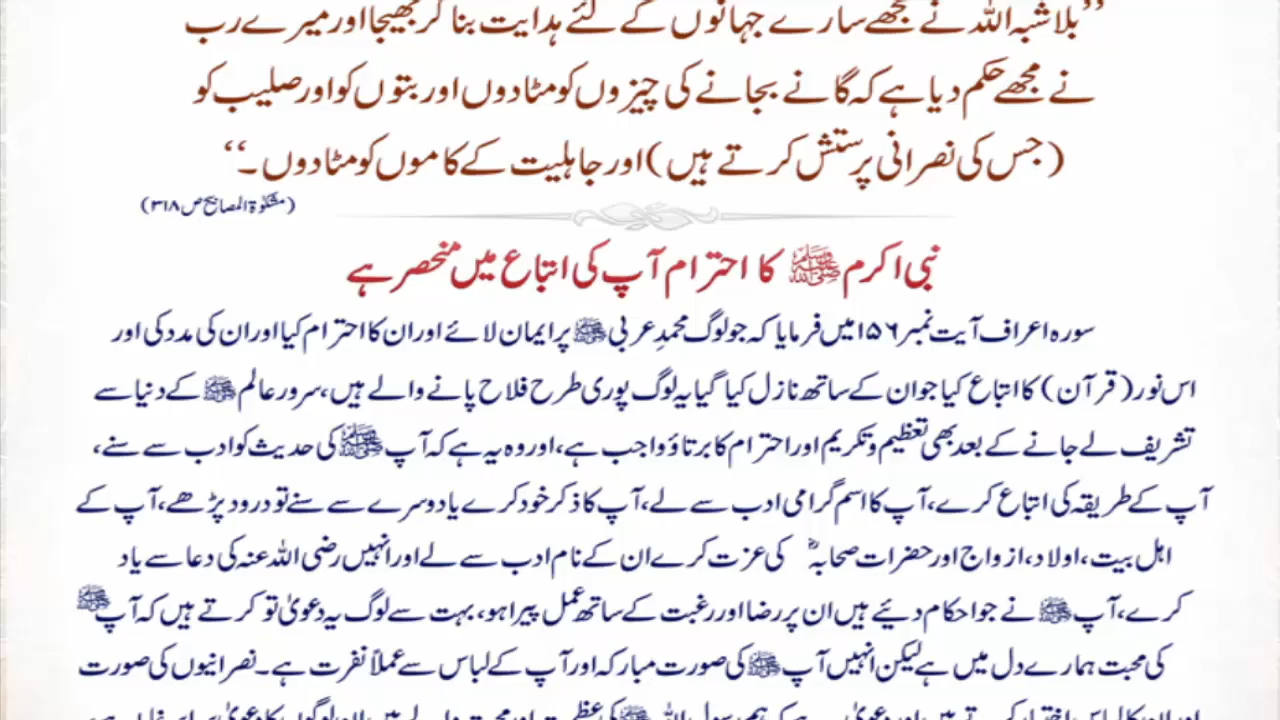 ’’بلا شبہ اللہ نے مجھے سارے جہانوں کے لئے ہدایت بنا کر بھیجا اور میرے رب
نے مجھے حکم دیا ہے کہ گانے بجانے کی چیزوں کو مٹا دوں اور بتوں کو اور صلیب کو
(جس کی نصرانی پرستش کرتے ہیں) اور جاہلیت کے کاموں کو مٹا دوں۔‘‘
(مشکوٰۃ المصابیح ص ۳۱۸)
نبی اکرم ﷺ کا احترام آپ کی اتباع میں منحصر ہے
سورہ اعراف آیت نمبر ۱۵۶ میں فرمایا کہ جو لوگ محمدِ عربی ﷺ پر ایمان لائے اور ان کا احترام کیا اور ان کی مدد کی اور
اس نور (قرآن) کا اتباع کیا جو ان کے ساتھ نازل کیا گیا یہ لوگ پوری طرح فلاح پانے والے ہیں، سرور عالم ﷺ کے دنیا سے
تشریف لے جانے کے بعد بھی تعظیم و تکریم اور احترام کا برتاؤ واجب ہے، اور وہ یہ ہے کہ آپ ﷺ کی حدیث کو ادب سے سنے،
آپ کے طریقہ کی اتباع کرے، آپ کا اسم گرامی ادب سے لے، آپ کا ذکر خود کرے یا دوسرے سے سنے تو درود پڑھے، آپ کے
اہل بیت، اولاد، ازواج اور حضرات صحابہؓ کی عزت کرے ان کے نام ادب سے لے اور انہیں رضی اللہ عنہ کی دعا سے یاد
کرے، آپ ﷺ نے جو احکام دئیے ہیں ان پر رضا اور رغبت کے ساتھ عمل پیرا ہو، بہت سے لوگ یہ دعویٰ تو کرتے ہیں کہ آپ ﷺ
کی محبت ہمارے دل میں ہے لیکن انہیں آپ ﷺ کی صورت مبارکہ اور آپ کے لباس سے عملاً نفرت ہے۔ نصرانیوں کی صورت